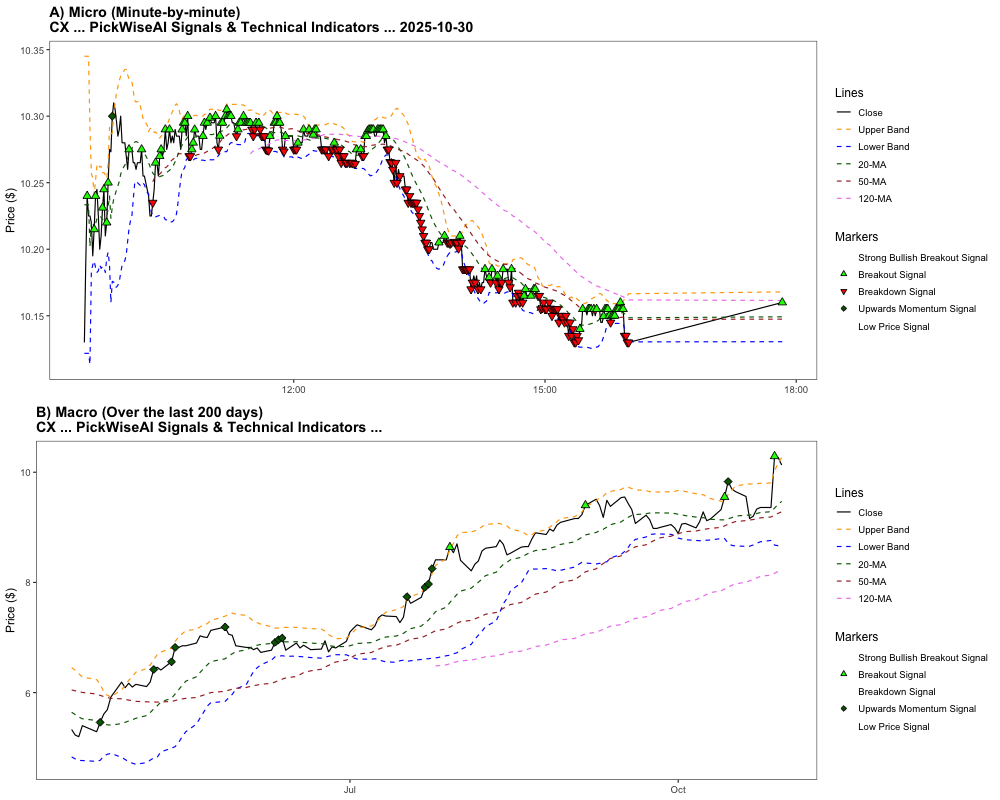 A) Micro (Minute-by-minute)
CX ... PickWiseAI Signals & Technical Indicators ... 2025-10-30
Price ($)
10.35
10.30
10.25
10.20
10.15
12:00
15:00
18:00
Lines
Close
Upper Band
Lower Band
20-MA
50-MA
120-MA
Markers
Strong Bullish Breakout Signal
Breakout Signal
Breakdown Signal
Upwards Momentum Signal
Low Price Signal
B) Macro (Over the last 200 days)
CX ... PickWiseAI Signals & Technical Indicators ...
Price ($)
10
8
6
Jul
Oct
Lines
Close
Upper Band
Lower Band
20-MA
50-MA
120-MA
Markers
Strong Bullish Breakout Signal
Breakout Signal
Breakdown Signal
Upwards Momentum Signal
Low Price Signal